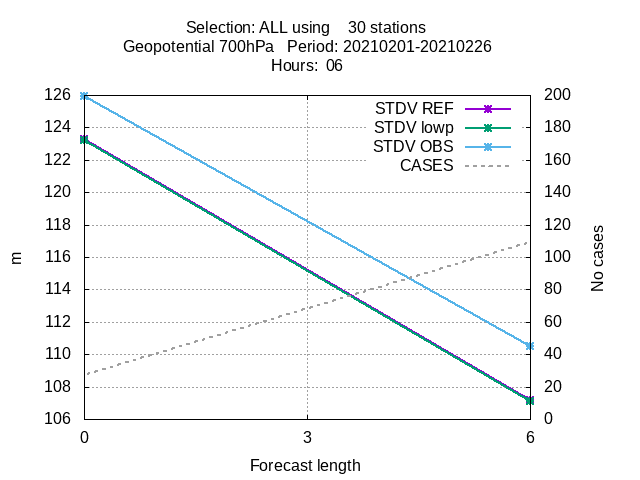 Selection: ALL using    30 stations
Geopotential 700hPa   Period: 20210201-20210226
Hours:  06
STDV REF
STDV lowp
STDV OBS
CASES
126
124
122
120
118
116
114
112
110
108
106
200
180
160
140
120
100
80
60
40
20
0
m
No cases
0 3 6
Forecast length